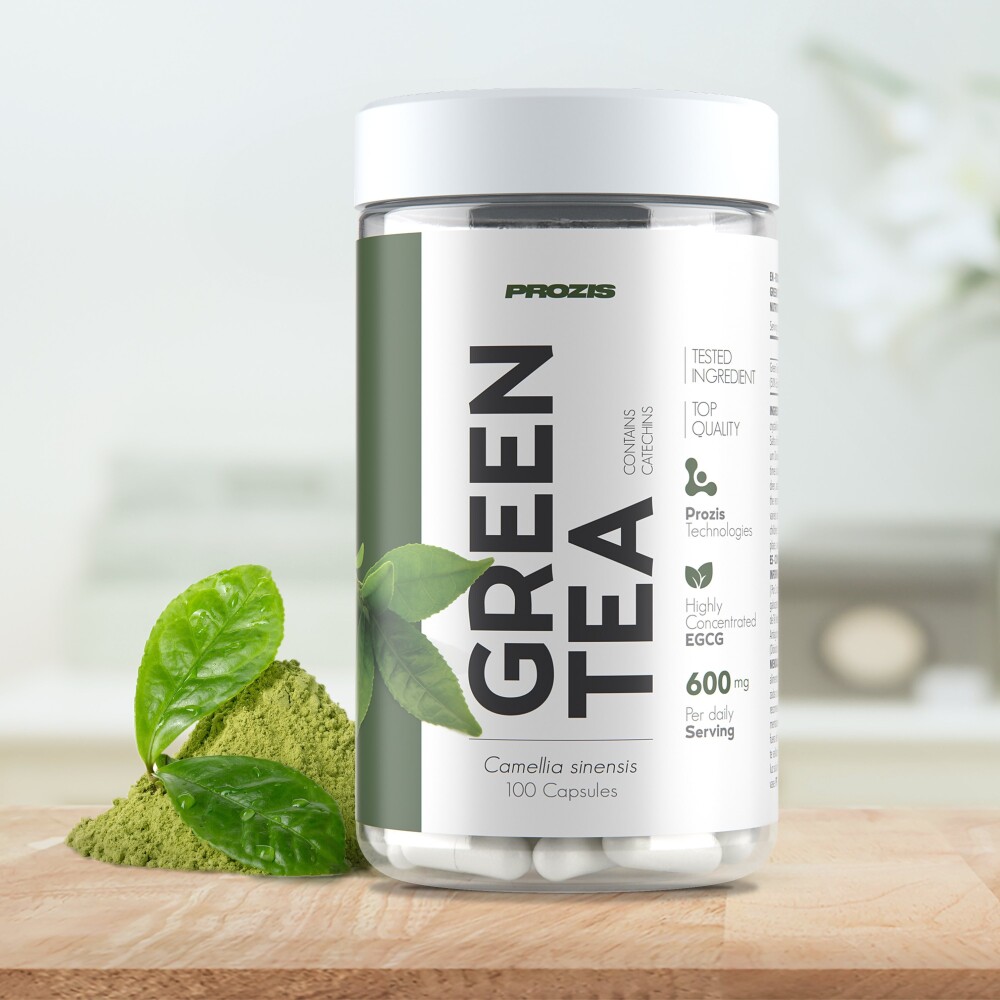 PROZIS
GREEN
TEA
CONTAINS
CATECHINS
TESTED
INGREDIENT
TOP
QUALITY
Prozis
Technologies
Highly
Concentrated
EGCG
600 mg
Per daily
Serving
Camellia sinensis
100 Capsules